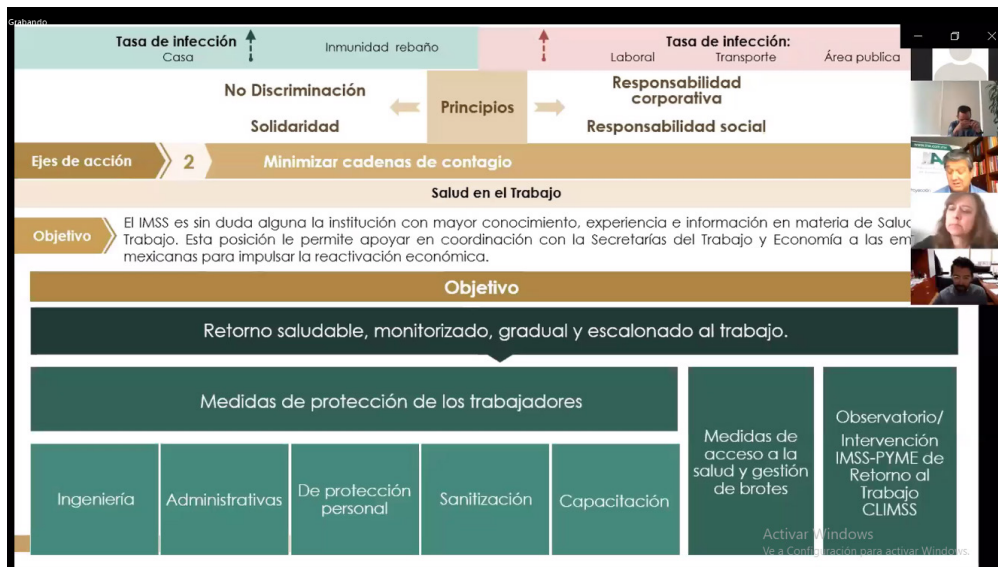 Grabando
Tasa de infección
Casa
Inmunidad rebaño
Tasa de infección:
Laboral Transporte Área publica
No Discriminación
Solidaridad
Principios
Responsabilidad
corporativa
Responsabilidad social
Ejes de acción
2
Minimizar cadenas de contagio
Salud en el Trabajo
Objetivo
El IMSS es sin duda alguna la institución con mayor conocimiento, experiencia e información en materia de
Trabajo. Esta posición le permite apoyar en coordinación con la Secretarías del Trabajo y Economía a las
mexicanas para impulsar la reactivación económica.
Objetivo
Retorno saludable, monitorizado, gradual y escalonado al trabajo.
Medidas de protección de los trabajadores
Ingeniería
Administrativas
De protección
personal
Sanitización
Capacitación
Medidas de
acceso a la
salud y gestión
de brotes
Observatorio/
Intervención
IMSS-PYME de
Retorno al
Trabajo
CLIMSS
Activar Windows
Ve a Configuración para activar Windows.